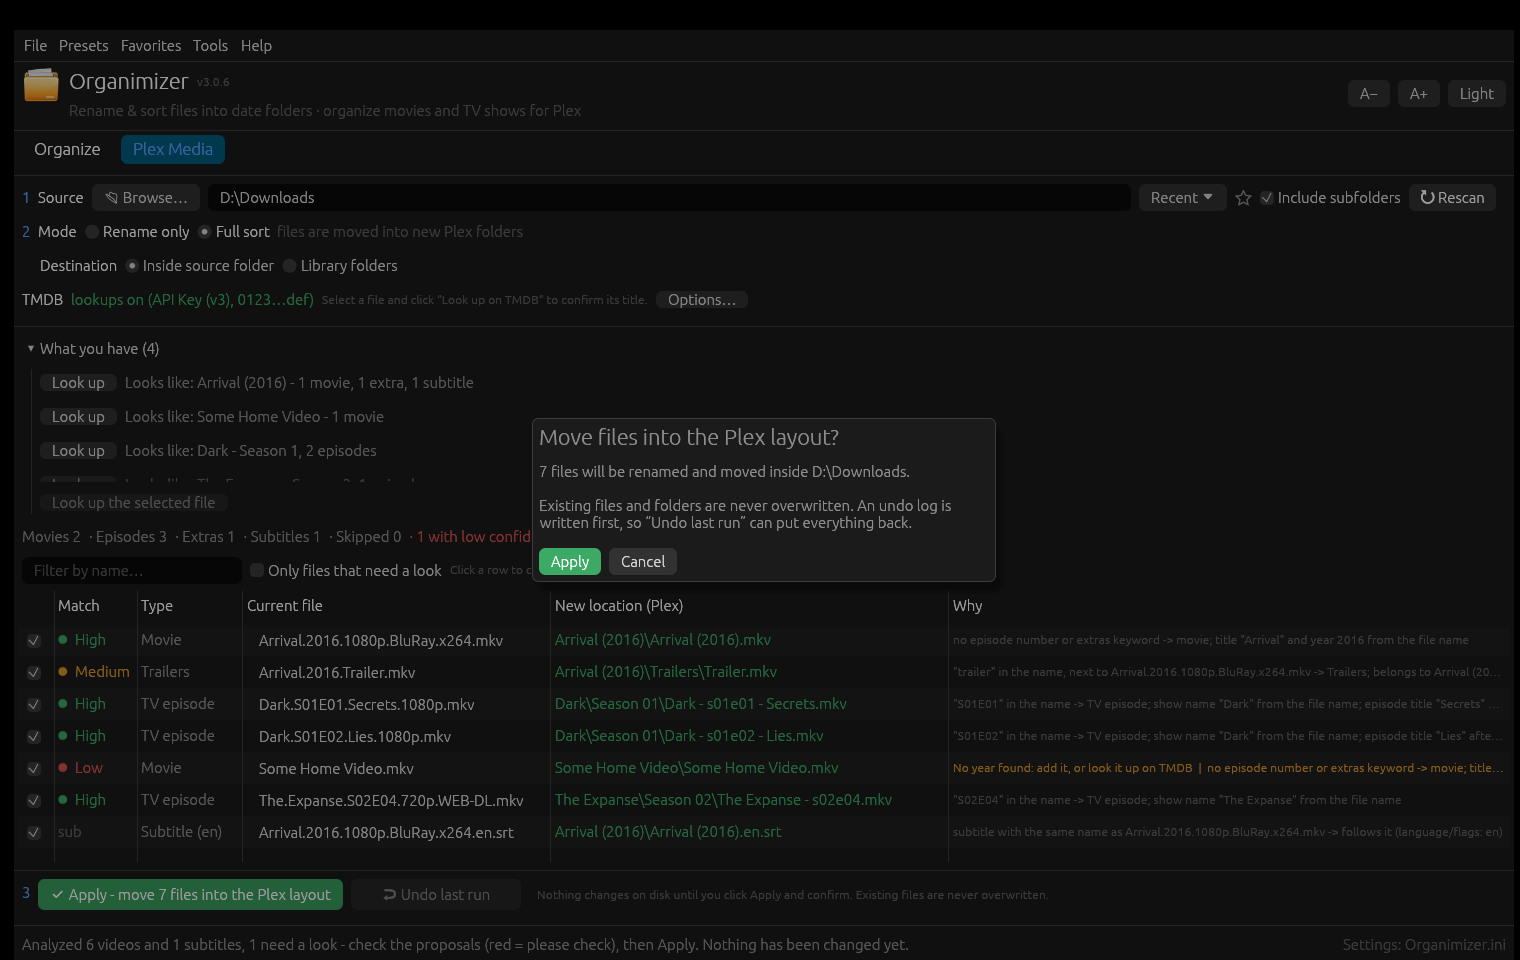 File Presets Favorites Tools Help
Organimizer v3.0.6
Rename & sort files into date folders · organize movies and TV shows for Plex
A− A+ Light
Organize Plex Media
1 Source Browse… D:\Downloads Recent Include subfolders Rescan
2 Mode Rename only Full sort files are moved into new Plex folders
Destination Inside source folder Library folders
TMDB lookups on (API Key (v3), 0123…def) Select a file and click "Look up on TMDB" to confirm its title. Options…
What you have (4)
Look up Looks like: Arrival (2016) - 1 movie, 1 extra, 1 subtitle
Look up Looks like: Some Home Video - 1 movie
Look up Looks like: Dark - Season 1, 2 episodes
Look up the selected file
Move files into the Plex layout?
7 files will be renamed and moved inside D:\Downloads.
Existing files and folders are never overwritten. An undo log is
written first, so “Undo last run” can put everything back.
Apply Cancel
Movies 2 · Episodes 3 · Extras 1 · Subtitles 1 · Skipped 0 · 1 with low confid
Filter by name… Only files that need a look Click a row to c
Match Type Current file New location (Plex) Why
High Movie Arrival.2016.1080p.BluRay.x264.mkv Arrival (2016)\Arrival (2016).mkv no episode number or extras keyword -> movie; title "Arrival" and year 2016 from the file name
Medium Trailers Arrival.2016.Trailer.mkv Arrival (2016)\Trailers\Trailer.mkv "trailer" in the name, next to Arrival.2016.1080p.BluRay.x264.mkv -> Trailers; belongs to Arrival (20…
High TV episode Dark.S01E01.Secrets.1080p.mkv Dark\Season 01\Dark - s01e01 - Secrets.mkv "S01E01" in the name -> TV episode; show name "Dark" from the file name; episode title "Secrets" …
High TV episode Dark.S01E02.Lies.1080p.mkv Dark\Season 01\Dark - s01e02 - Lies.mkv "S01E02" in the name -> TV episode; show name "Dark" from the file name; episode title "Lies" afte…
Low Movie Some Home Video.mkv Some Home Video\Some Home Video.mkv No year found: add it, or look it up on TMDB | no episode number or extras keyword -> movie; title…
High TV episode The.Expanse.S02E04.720p.WEB-DL.mkv The Expanse\Season 02\The Expanse - s02e04.mkv "S02E04" in the name -> TV episode; show name "The Expanse" from the file name
sub Subtitle (en) Arrival.2016.1080p.BluRay.x264.en.srt Arrival (2016)\Arrival (2016).en.srt subtitle with the same name as Arrival.2016.1080p.BluRay.x264.mkv -> follows it (language/flags: en)
3 Apply - move 7 files into the Plex layout Undo last run Nothing changes on disk until you click Apply and confirm. Existing files are never overwritten.
Analyzed 6 videos and 1 subtitles, 1 need a look - check the proposals (red = please check), then Apply. Nothing has been changed yet. Settings: Organimizer.ini